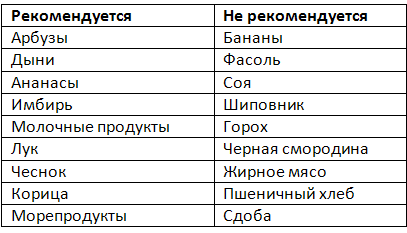 Рекомендуется Не рекомендуется
Арбузы Бананы
Дыни Фасоль
Ананасы Соя
Имбирь Шиповник
Молочные продукты Горох
Лук Черная смородина
Чеснок Жирное мясо
Корица Пшеничный хлеб
Морепродукты Сдоба